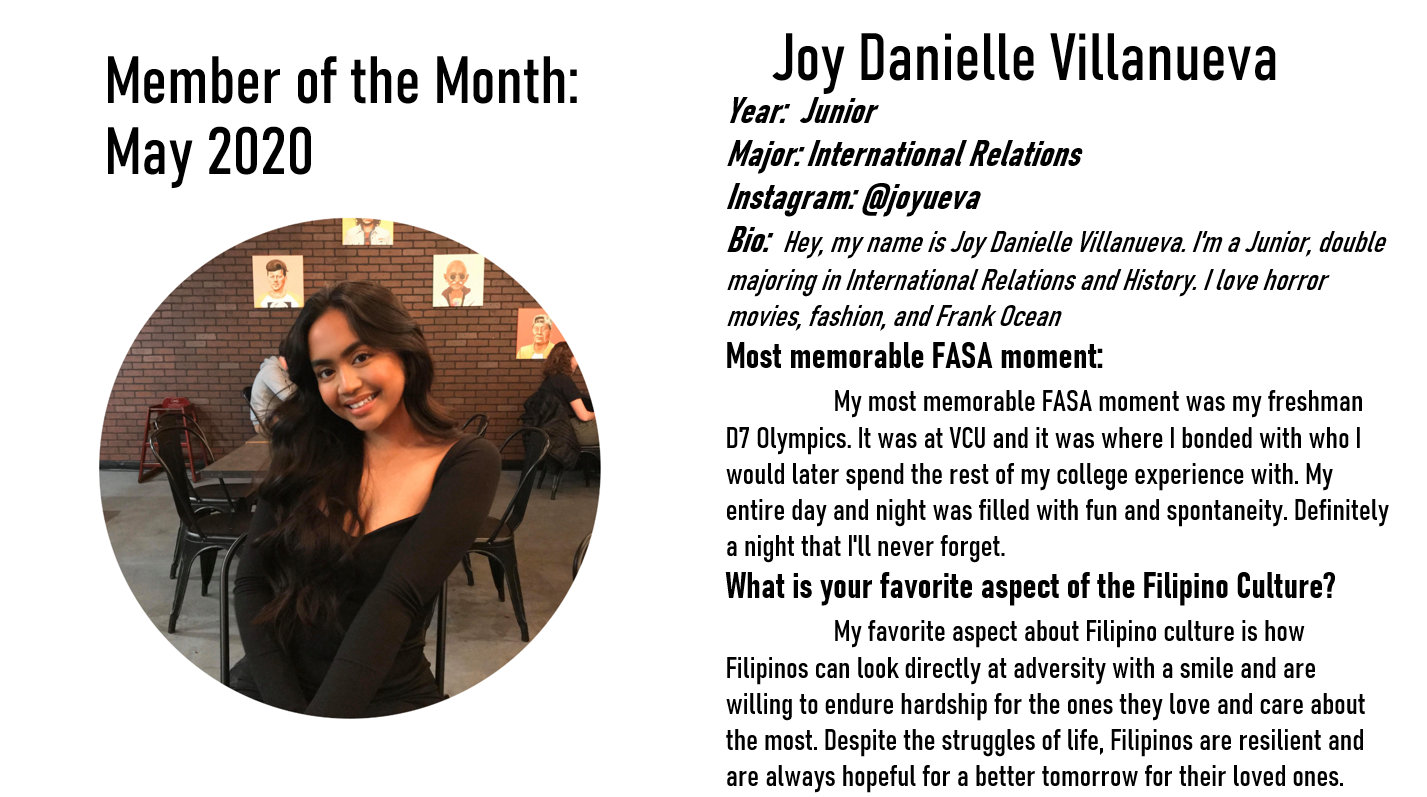 Member of the Month:
May 2020
Joy Danielle Villanueva
Year: Junior
Major: International Relations
Instagram: @joyueva
Bio: Hey, my name is Joy Danielle Villanueva. I'm a Junior, double
majoring in International Relations and History. I love horror
movies, fashion, and Frank Ocean
Most memorable FASA moment:
My most memorable FASA moment was my freshman
D7 Olympics. It was at VCU and it was where I bonded with who I
would later spend the rest of my college experience with. My
entire day and night was filled with fun and spontaneity. Definitely
a night that I'll never forget.
What is your favorite aspect of the Filipino Culture?
My favorite aspect about Filipino culture is how
Filipinos can look directly at adversity with a smile and are
willing to endure hardship for the ones they love and care about
the most. Despite the struggles of life, Filipinos are resilient and
are always hopeful for a better tomorrow for their loved ones.